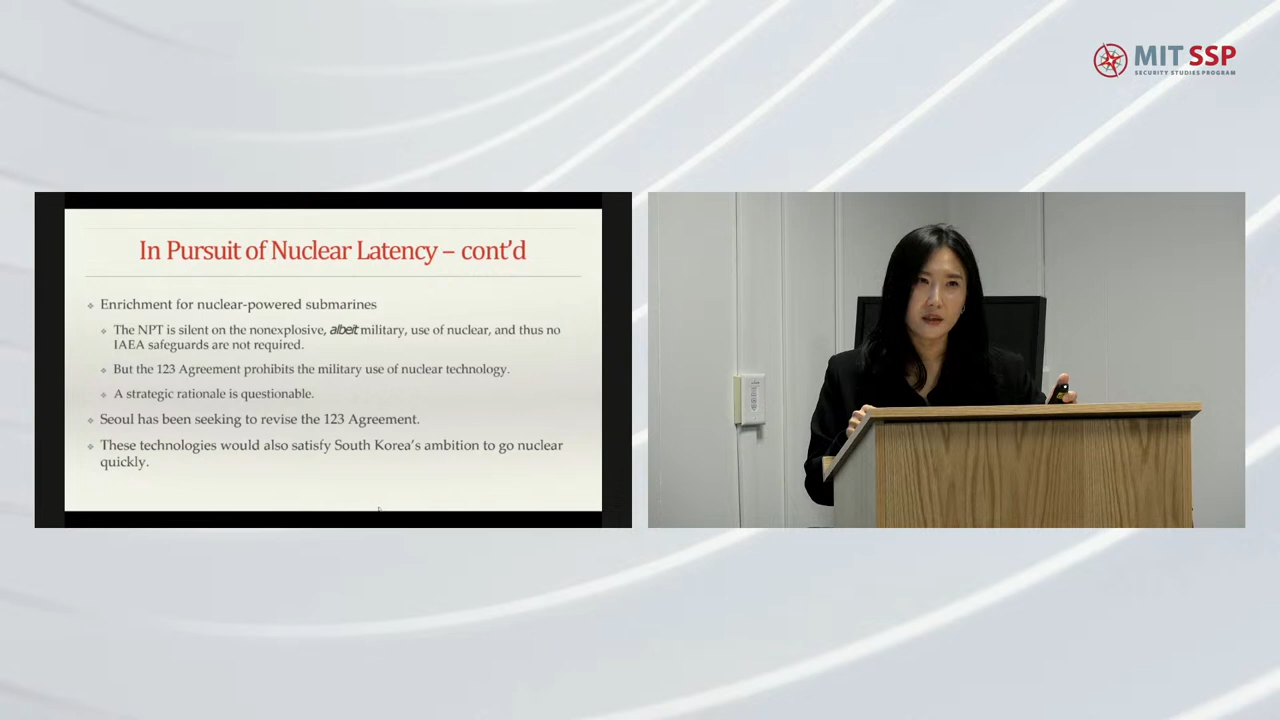 MIT SSP
SECURITY STUDIES PROGRAM
In Pursuit of Nuclear Latency – cont'd
Enrichment for nuclear-powered submarines
The NPT is silent on the nonexplosive, albeit military, use of nuclear, and thus no
IAEA safeguards are not required.
But the 123 Agreement prohibits the military use of nuclear technology.
A strategic rationale is questionable.
Seoul has been seeking to revise the 123 Agreement.
These technologies would also satisfy South Korea's ambition to go nuclear
quickly.